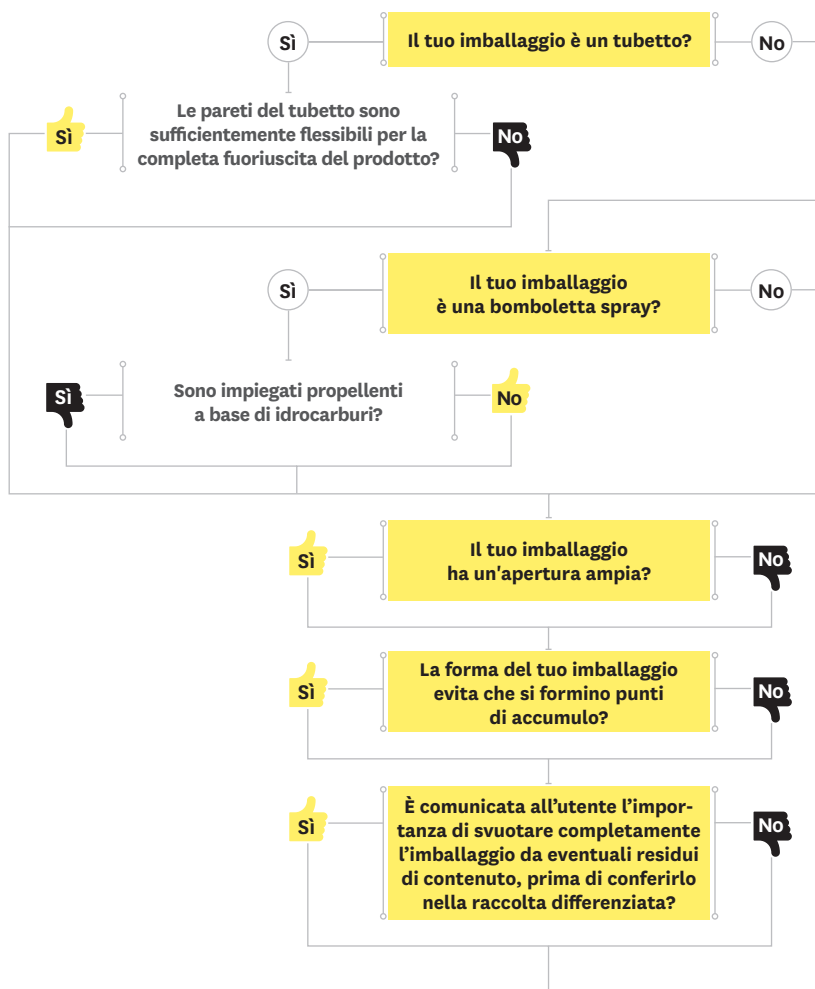 Sì
Il tuo imballaggio è un tubetto?
No
Sì
Le pareti del tubetto sono
sufficientemente flessibili per la
completa fuoriuscita del prodotto?
No
Sì
Il tuo imballaggio
è una bomboletta spray?
No
Sì
Sono impiegati propellenti
a base di idrocarburi?
No
Sì
Il tuo imballaggio
ha un'apertura ampia?
No
Sì
La forma del tuo imballaggio
evita che si formino punti
di accumulo?
No
Sì
È comunicata all’utente l’impor-
tanza di svuotare completamente
l’imballaggio da eventuali residui
di contenuto, prima di conferirlo
nella raccolta differenziata?
No